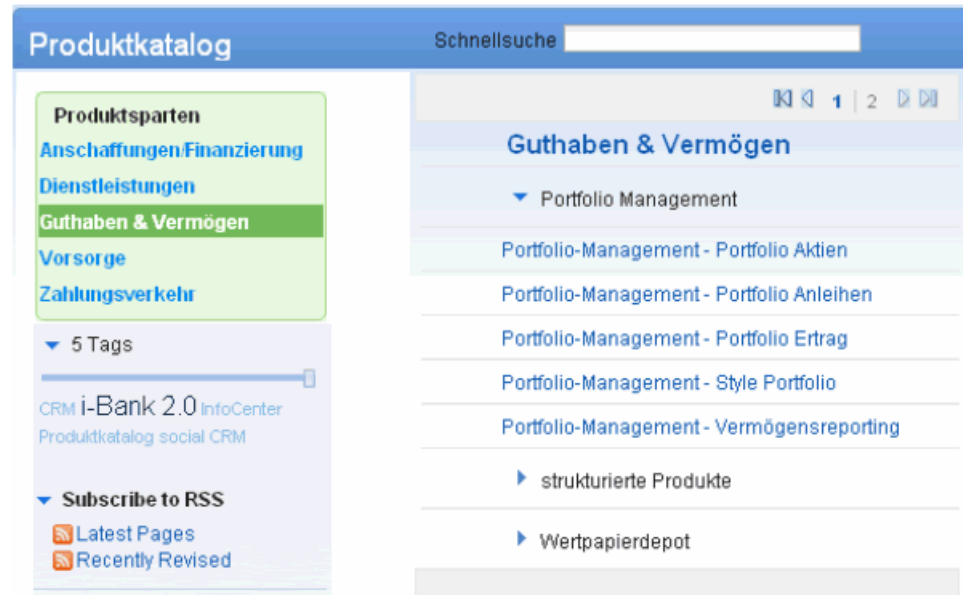 Produktkatalog
Schnellsuche
Produktsparten
Anschaffungen/Finanzierung
Dienstleistungen
Guthaben & Vermögen
Vorsorge
Zahlungsverkehr
5 Tags
CRM i-Bank 2.0 InfoCenter
Produktkatalog social CRM
Subscribe to RSS
Latest Pages
Recently Revised
1 | 2
Guthaben & Vermögen
Portfolio Management
Portfolio-Management - Portfolio Aktien
Portfolio-Management - Portfolio Anleihen
Portfolio-Management - Portfolio Ertrag
Portfolio-Management - Style Portfolio
Portfolio-Management - Vermögensreporting
strukturierte Produkte
Wertpapierdepot